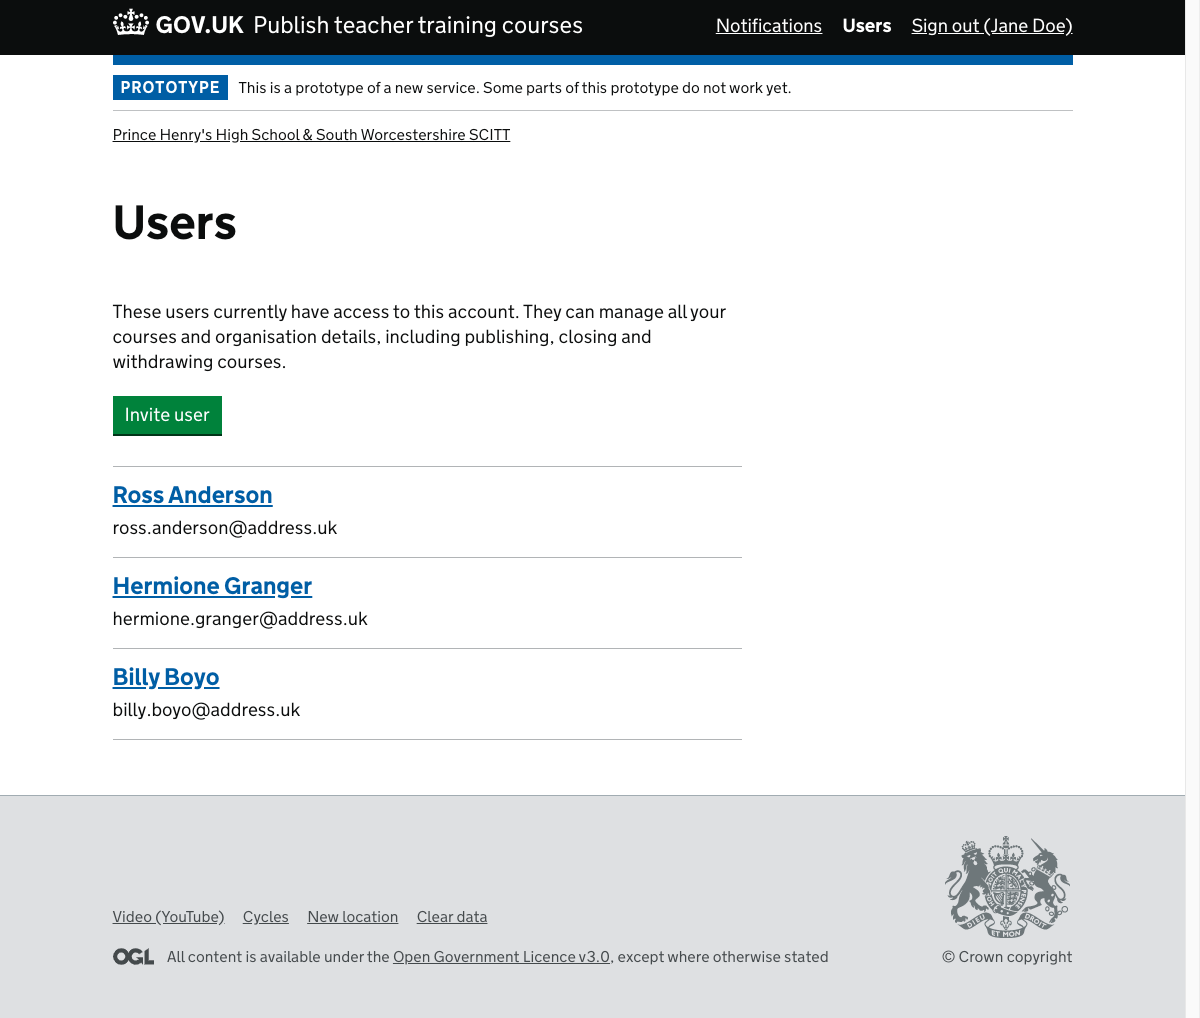 GOV.UK Publish teacher training courses Notifications Users Sign out (Jane Doe)
PROTOTYPE This is a prototype of a new service. Some parts of this prototype do not work yet.
Prince Henry's High School & South Worcestershire SCITT
Users
These users currently have access to this account. They can manage all your
courses and organisation details, including publishing, closing and
withdrawing courses.
Invite user
Ross Anderson
ross.anderson@address.uk
Hermione Granger
hermione.granger@address.uk
Billy Boyo
billy.boyo@address.uk
Video (YouTube) Cycles New location Clear data
OGL All content is available under the Open Government Licence v3.0, except where otherwise stated
© Crown copyright